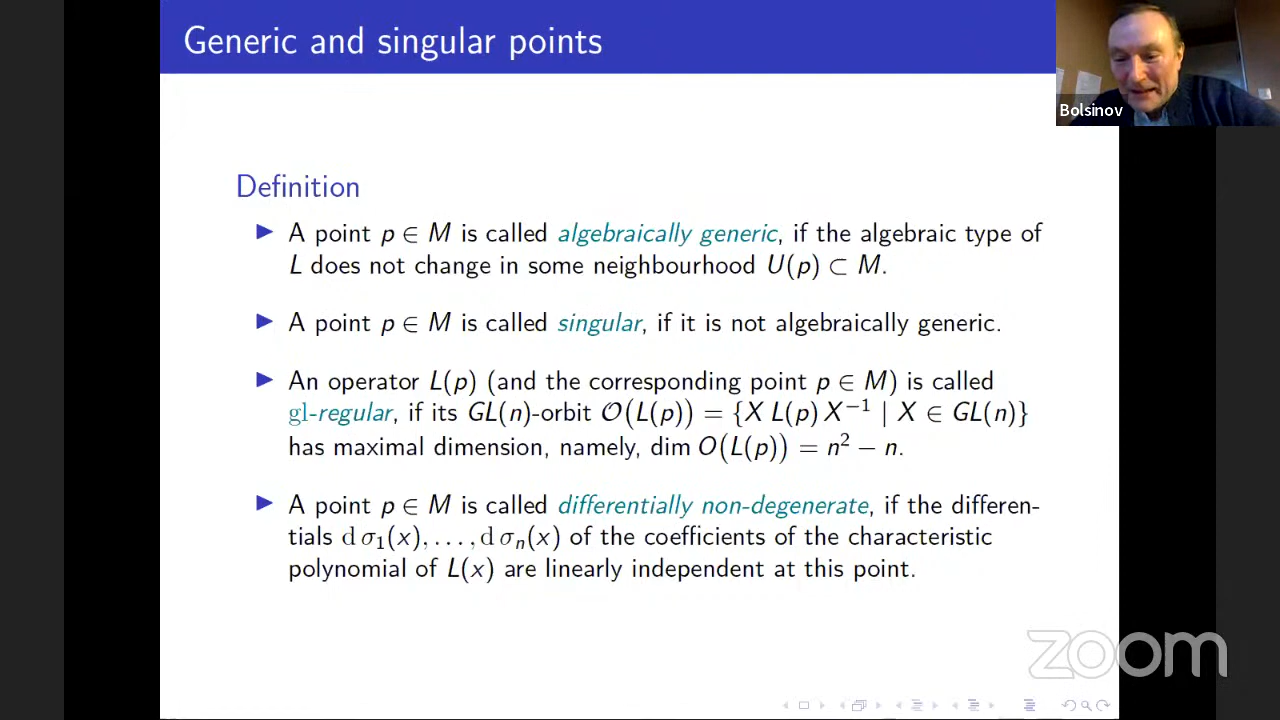 Generic and singular points
Bolsinov
Definition
▶ A point p ∈ M is called algebraically generic, if the algebraic type of
L does not change in some neighbourhood U(p) ⊂ M.
▶ A point p ∈ M is called singular, if it is not algebraically generic.
▶ An operator L(p) (and the corresponding point p ∈ M) is called
gl-regular, if its GL(n)-orbit 𝒪(L(p)) = {X L(p) X⁻¹ | X ∈ GL(n)}
has maximal dimension, namely, dim O(L(p)) = n² − n.
▶ A point p ∈ M is called differentially non-degenerate, if the differen-
tials d σ₁(x), . . . , d σₙ(x) of the coefficients of the characteristic
polynomial of L(x) are linearly independent at this point.
zoom